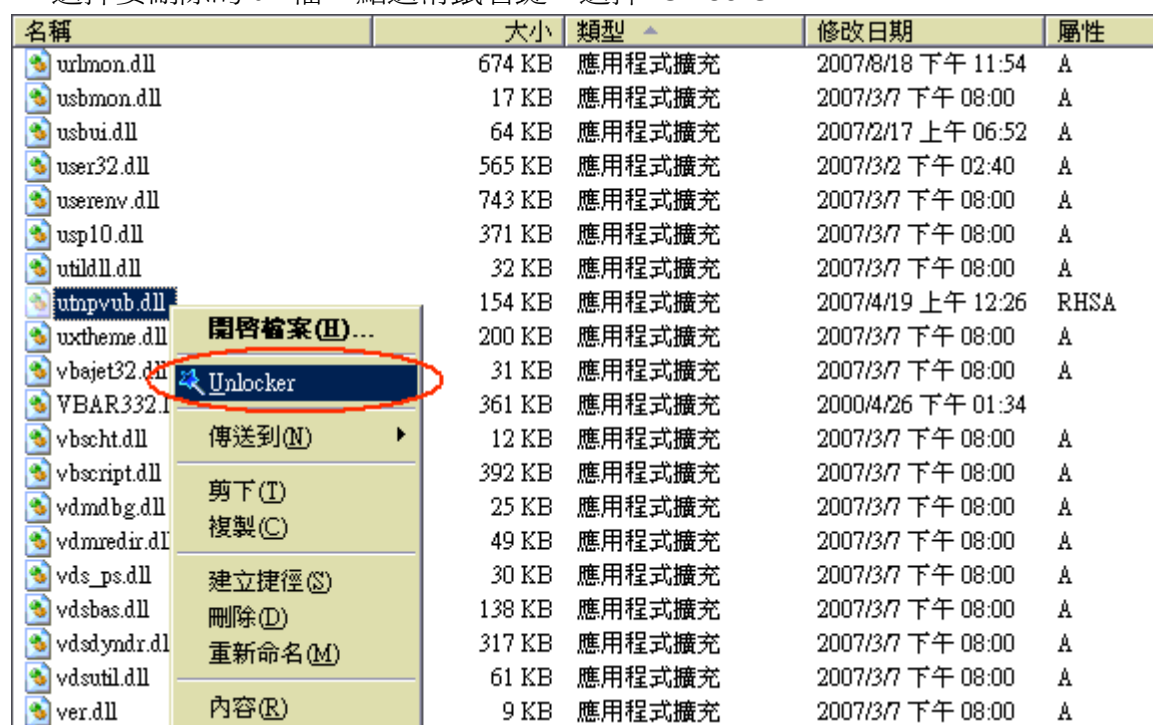 名稱 大小 類型 修改日期 屬性
urlmon.dll 674 KB 應用程式擴充 2007/8/18 下午 11:54 A
usbmon.dll 17 KB 應用程式擴充 2007/3/7 下午 08:00 A
usbui.dll 64 KB 應用程式擴充 2007/2/17 上午 06:52 A
user32.dll 565 KB 應用程式擴充 2007/3/2 下午 02:40 A
userenv.dll 743 KB 應用程式擴充 2007/3/7 下午 08:00 A
usp10.dll 371 KB 應用程式擴充 2007/3/7 下午 08:00 A
utildll.dll 32 KB 應用程式擴充 2007/3/7 下午 08:00 A
utnpvub.dll 154 KB 應用程式擴充 2007/4/19 上午 12:26 RHSA
uxtheme.dll 200 KB 應用程式擴充 2007/3/7 下午 08:00 A
vbajet32.dll 31 KB 應用程式擴充 2007/3/7 下午 08:00 A
VBAR332. 361 KB 應用程式擴充 2000/4/26 下午 01:34
vbscht.dll 12 KB 應用程式擴充 2007/3/7 下午 08:00 A
vbscript.dll 392 KB 應用程式擴充 2007/3/7 下午 08:00 A
vdmdbg.dll 25 KB 應用程式擴充 2007/3/7 下午 08:00 A
vdmredir.dl 49 KB 應用程式擴充 2007/3/7 下午 08:00 A
vds_ps.dll 30 KB 應用程式擴充 2007/3/7 下午 08:00 A
vdsbas.dll 138 KB 應用程式擴充 2007/3/7 下午 08:00 A
vdsdyndr.dl 317 KB 應用程式擴充 2007/3/7 下午 08:00 A
vdsutil.dll 61 KB 應用程式擴充 2007/3/7 下午 08:00 A
ver.dll 9 KB 應用程式擴充 2007/3/7 下午 08:00 A
開啓檔案(H)...
Unlocker
傳送到(N)
剪下(T)
複製(C)
建立捷徑(S)
刪除(D)
重新命名(M)
內容(R)